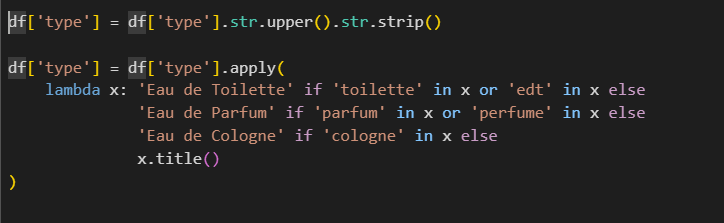 df['type'] = df['type'].str.upper().str.strip()
df['type'] = df['type'].apply(
    lambda x: 'Eau de Toilette' if 'toilette' in x or 'edt' in x else
              'Eau de Parfum' if 'parfum' in x or 'perfume' in x else
              'Eau de Cologne' if 'cologne' in x else
              x.title()
)